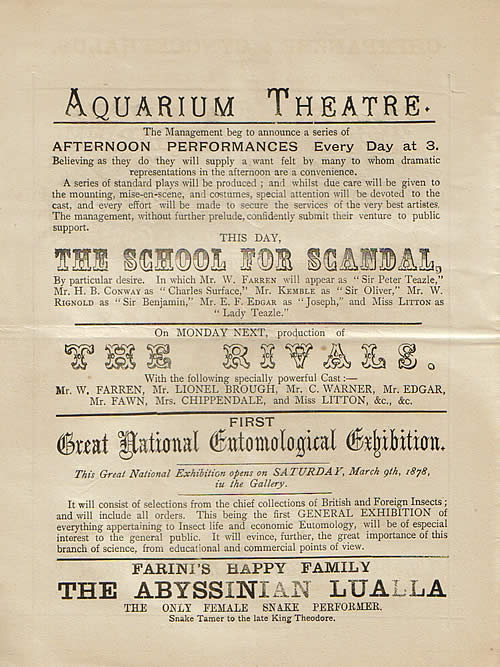 AQUARIUM THEATRE.
The Management beg to announce a series of
AFTERNOON PERFORMANCES Every Day at 3.
Believing as they do they will supply a want felt by many to whom dramatic
representations in the afternoon are a convenience.
A series of standard plays will be produced; and whilst due care will be given to
the mounting, mise-en-scene, and costumes, special attention will be devoted to the
cast, and every effort will be made to secure the services of the very best artistes.
The management, without further prelude, confidently submit their venture to public
support.
THIS DAY,
THE SCHOOL FOR SCANDAL,
By particular desire. In which Mr. W. FARREN will appear as "Sir Peter Teazle,"
Mr. H. B. CONWAY as "Charles Surface," Mr. KEMBLE as "Sir Oliver," Mr. W.
RIGNOLD as "Sir Benjamin," Mr. E. F. EDGAR as "Joseph," and Miss LITTON as
"Lady Teazle."
On MONDAY NEXT, production of
THE RIVALS.
With the following specially powerful Cast :—
Mr. W. FARREN, Mr. LIONEL BROUGH, Mr. C. WARNER, Mr. EDGAR,
Mr. FAWN, Mrs. CHIPPENDALE, and Miss LITTON, &c., &c.
FIRST
Great National Entomological Exhibition.
This Great National Exhibition opens on SATURDAY, March 9th, 1878,
in the Gallery.
It will consist of selections from the chief collections of British and Foreign Insects;
and will include all orders. This being the first GENERAL EXHIBITION of
everything appertaining to Insect life and economic Eutomology, will be of especial
interest to the general public. It will evince, further, the great importance of this
branch of science, from educational and commercial points of view.
FARINI'S HAPPY FAMILY
THE ABYSSINIAN LUALLA
THE ONLY FEMALE SNAKE PERFORMER.
Snake Tamer to the late King Theodore.